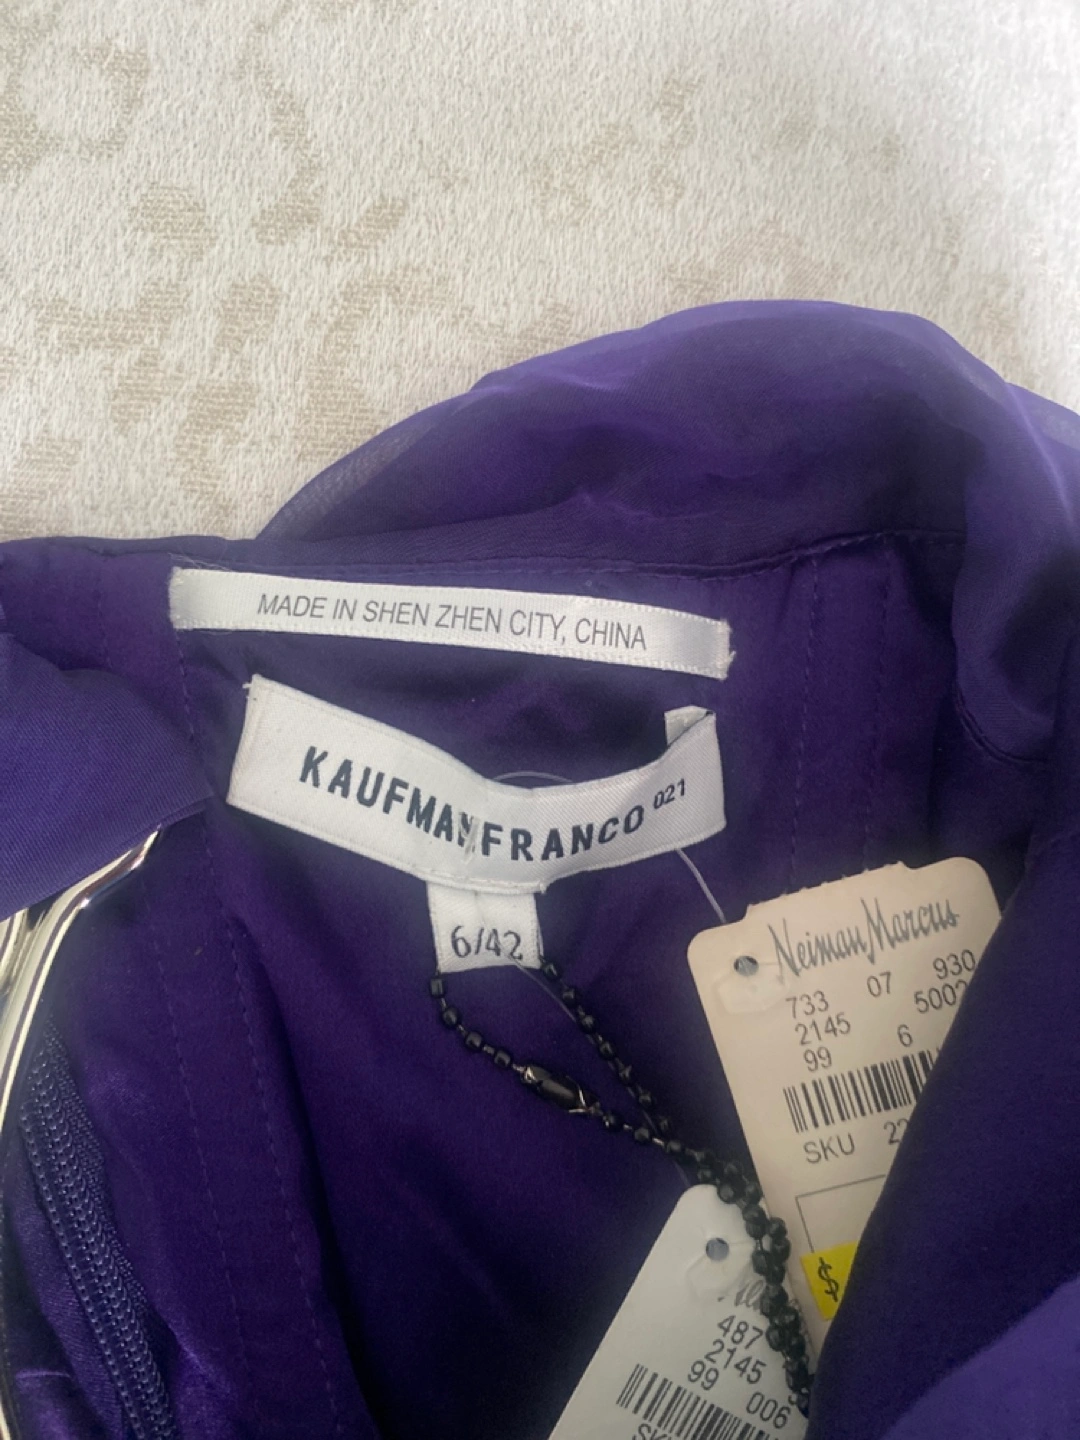 MADE IN SHEN ZHEN CITY, CHINA
KAUFMANFRANCO 021
6/42
Neiman Marcus
733 07 930
2145 5002
99 6
SKU 22
$
487
2145
99 006